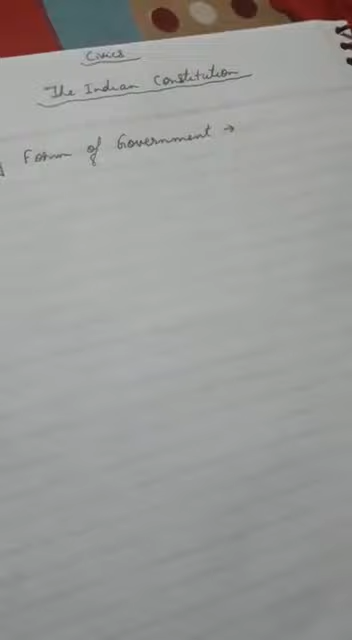 Civics
The Indian Constitution
Form of Government →